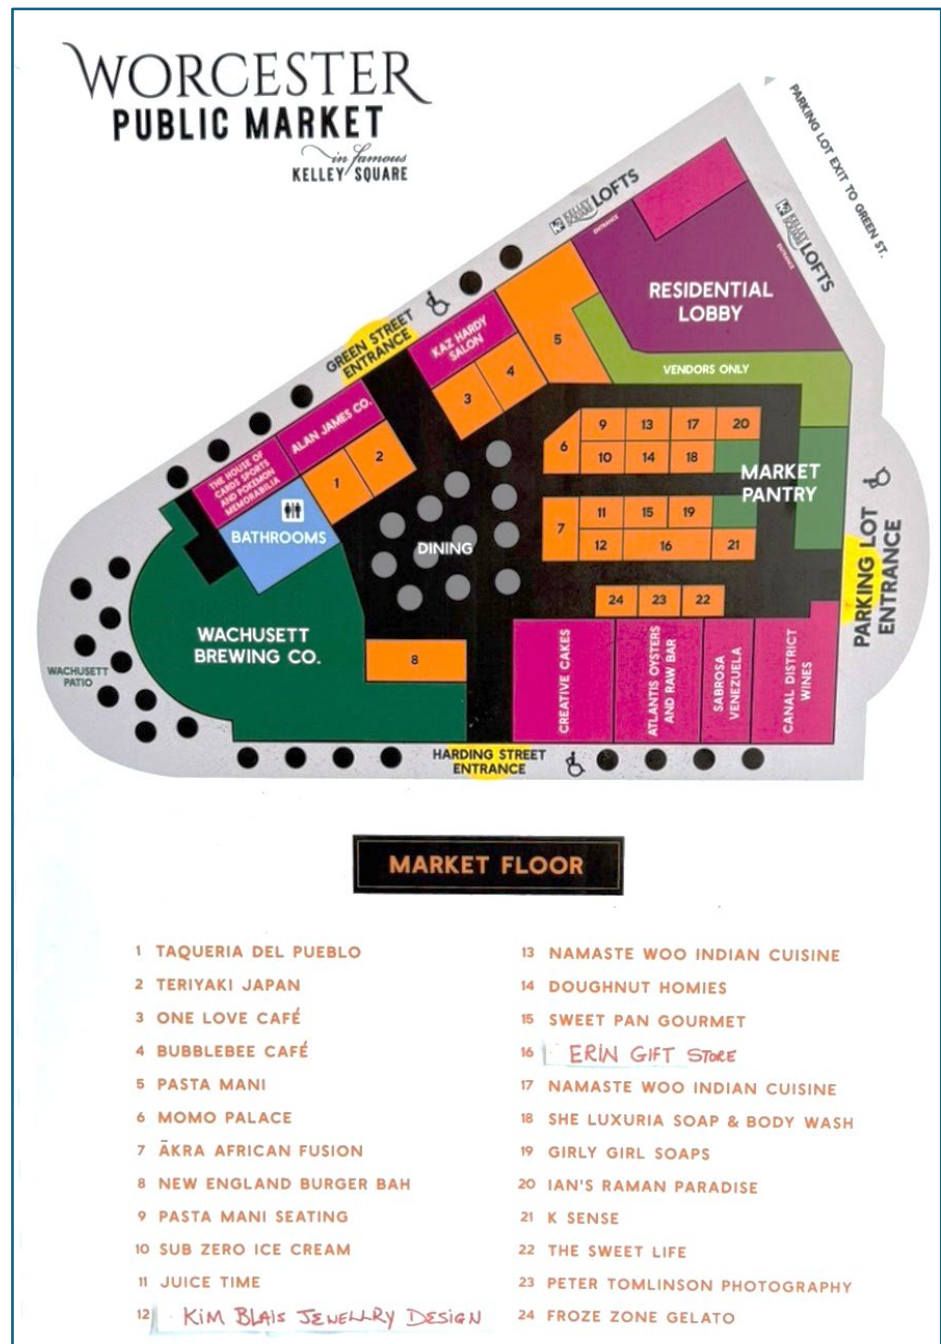 WORCESTER
PUBLIC MARKET
in famous
KELLEY SQUARE
PARKING LOT EXIT TO GREEN ST.
KELLEY SQUARE LOFTS
ENTRANCE
KELLEY SQUARE LOFTS
ENTRANCE
RESIDENTIAL
LOBBY
GREEN STREET
ENTRANCE
KAZ HARDY
SALON
5
4
3
VENDORS ONLY
ALAN JAMES CO.
2
1
THE HOUSE OF
CARDS SPORTS
AND POKEMON
MEMORABILIA
BATHROOMS
6
9
13
17
20
10
14
18
MARKET
PANTRY
7
11
15
19
12
16
21
DINING
24
23
22
PARKING LOT
ENTRANCE
WACHUSETT
BREWING CO.
8
WACHUSETT
PATIO
CREATIVE CAKES
ATLANTIS OYSTERS
AND RAW BAR
SABROSA
VENEZUELA
CANAL DISTRICT
WINES
HARDING STREET
ENTRANCE
MARKET FLOOR
1 TAQUERIA DEL PUEBLO
2 TERIYAKI JAPAN
3 ONE LOVE CAFÉ
4 BUBBLEBEE CAFÉ
5 PASTA MANI
6 MOMO PALACE
7 ĀKRA AFRICAN FUSION
8 NEW ENGLAND BURGER BAH
9 PASTA MANI SEATING
10 SUB ZERO ICE CREAM
11 JUICE TIME
12 KIM BLAIS JEWELLRY DESIGN
13 NAMASTE WOO INDIAN CUISINE
14 DOUGHNUT HOMIES
15 SWEET PAN GOURMET
16 ERIN GIFT STORE
17 NAMASTE WOO INDIAN CUISINE
18 SHE LUXURIA SOAP & BODY WASH
19 GIRLY GIRL SOAPS
20 IAN'S RAMAN PARADISE
21 K SENSE
22 THE SWEET LIFE
23 PETER TOMLINSON PHOTOGRAPHY
24 FROZE ZONE GELATO